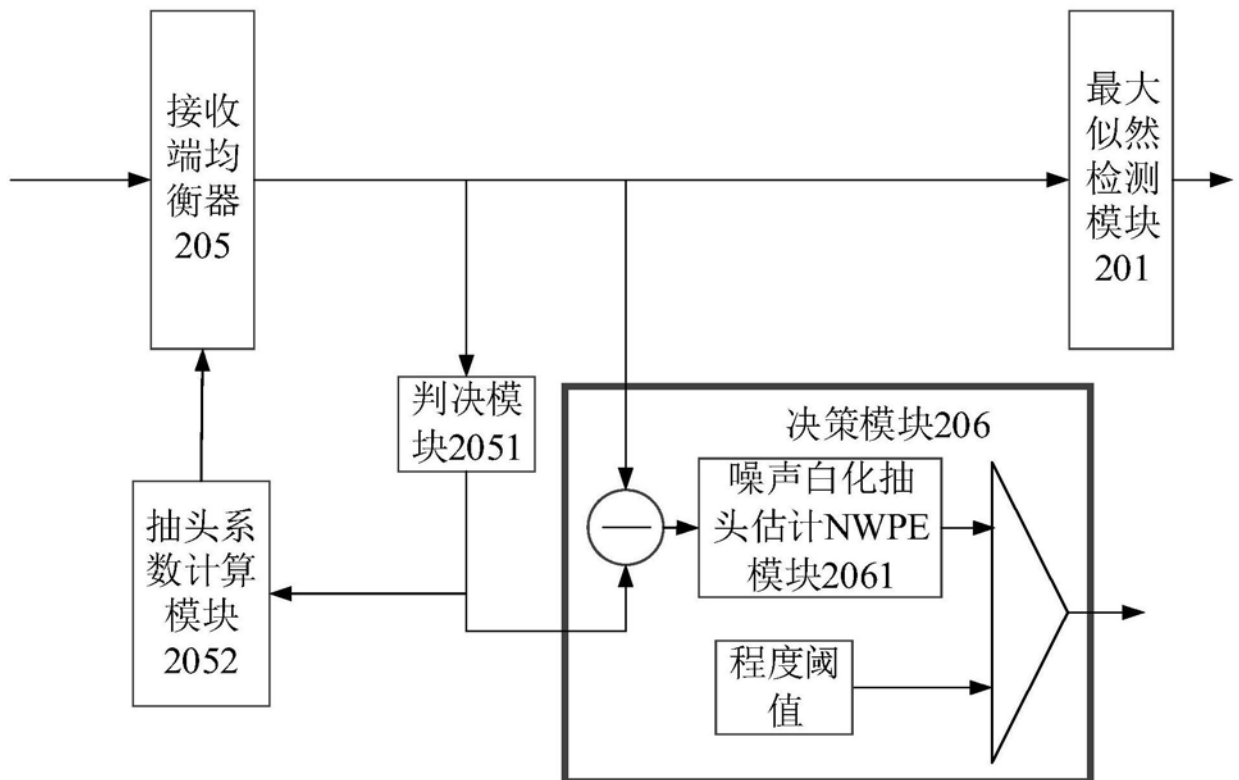 接收
端均
衡器
205
最大
似然
检测
模块
201
判决模
块2051
决策模块206
噪声白化抽
头估计NWPE
模块2061
抽头系
数计算
模块
2052
程度阈
值